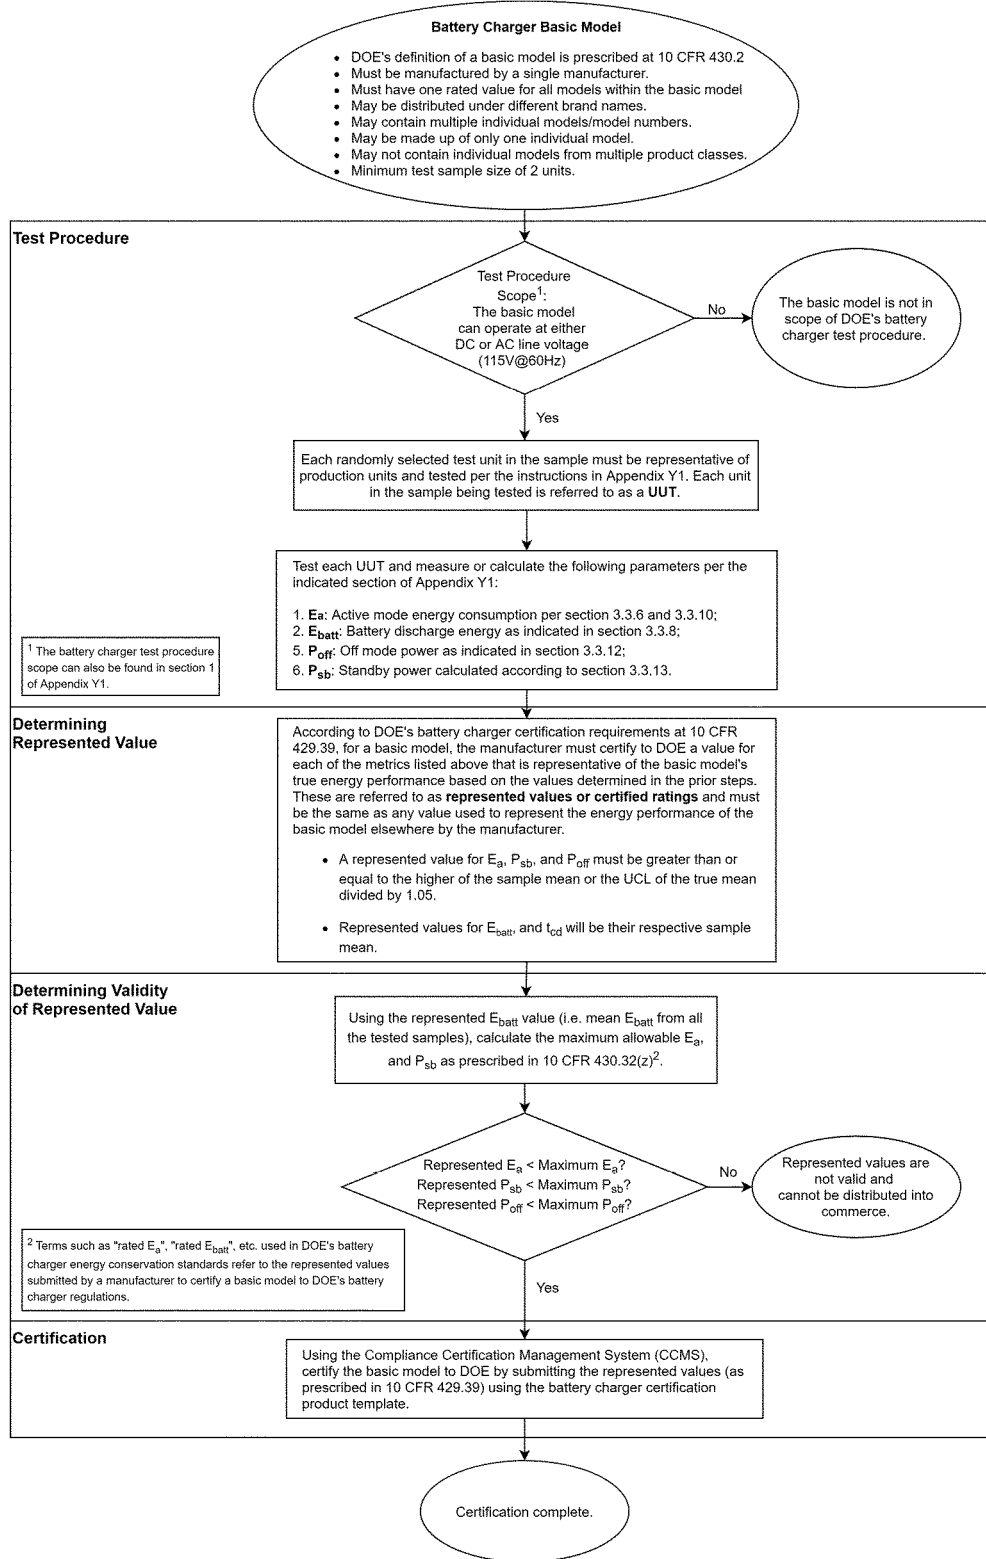 Battery Charger Basic Model
• DOE's definition of a basic model is prescribed at 10 CFR 430.2
• Must be manufactured by a single manufacturer.
• Must have one rated value for all models within the basic model
• May be distributed under different brand names.
• May contain multiple individual models/model numbers.
• May be made up of only one individual model.
• May not contain individual models from multiple product classes.
• Minimum test sample size of 2 units.
Test Procedure
Test Procedure
Scope1:
The basic model
can operate at either
DC or AC line voltage
(115V@60Hz)
No
The basic model is not in
scope of DOE's battery
charger test procedure.
Yes
Each randomly selected test unit in the sample must be representative of
production units and tested per the instructions in Appendix Y1. Each unit
in the sample being tested is referred to as a UUT.
Test each UUT and measure or calculate the following parameters per the
indicated section of Appendix Y1:
1. Ea: Active mode energy consumption per section 3.3.6 and 3.3.10;
2. Ebatt: Battery discharge energy as indicated in section 3.3.8;
5. Poff: Off mode power as indicated in section 3.3.12;
6. Psb: Standby power calculated according to section 3.3.13.
1 The battery charger test procedure
scope can also be found in section 1
of Appendix Y1.
Determining
Represented Value
According to DOE's battery charger certification requirements at 10 CFR
429.39, for a basic model, the manufacturer must certify to DOE a value for
each of the metrics listed above that is representative of the basic model's
true energy performance based on the values determined in the prior steps.
These are referred to as represented values or certified ratings and must
be the same as any value used to represent the energy performance of the
basic model elsewhere by the manufacturer.
• A represented value for Ea, Psb, and Poff must be greater than or
equal to the higher of the sample mean or the UCL of the true mean
divided by 1.05.
• Represented values for Ebatt, and tcd will be their respective sample
mean.
Determining Validity
of Represented Value
Using the represented Ebatt value (i.e. mean Ebatt from all
the tested samples), calculate the maximum allowable Ea,
and Psb as prescribed in 10 CFR 430.32(z)2.
Represented Ea < Maximum Ea?
Represented Psb < Maximum Psb?
Represented Poff < Maximum Poff?
No
Represented values are
not valid and
cannot be distributed into
commerce.
2 Terms such as "rated Ea", "rated Ebatt", etc. used in DOE's battery
charger energy conservation standards refer to the represented values
submitted by a manufacturer to certify a basic model to DOE's battery
charger regulations.
Yes
Certification
Using the Compliance Certification Management System (CCMS),
certify the basic model to DOE by submitting the represented values (as
prescribed in 10 CFR 429.39) using the battery charger certification
product template.
Certification complete.